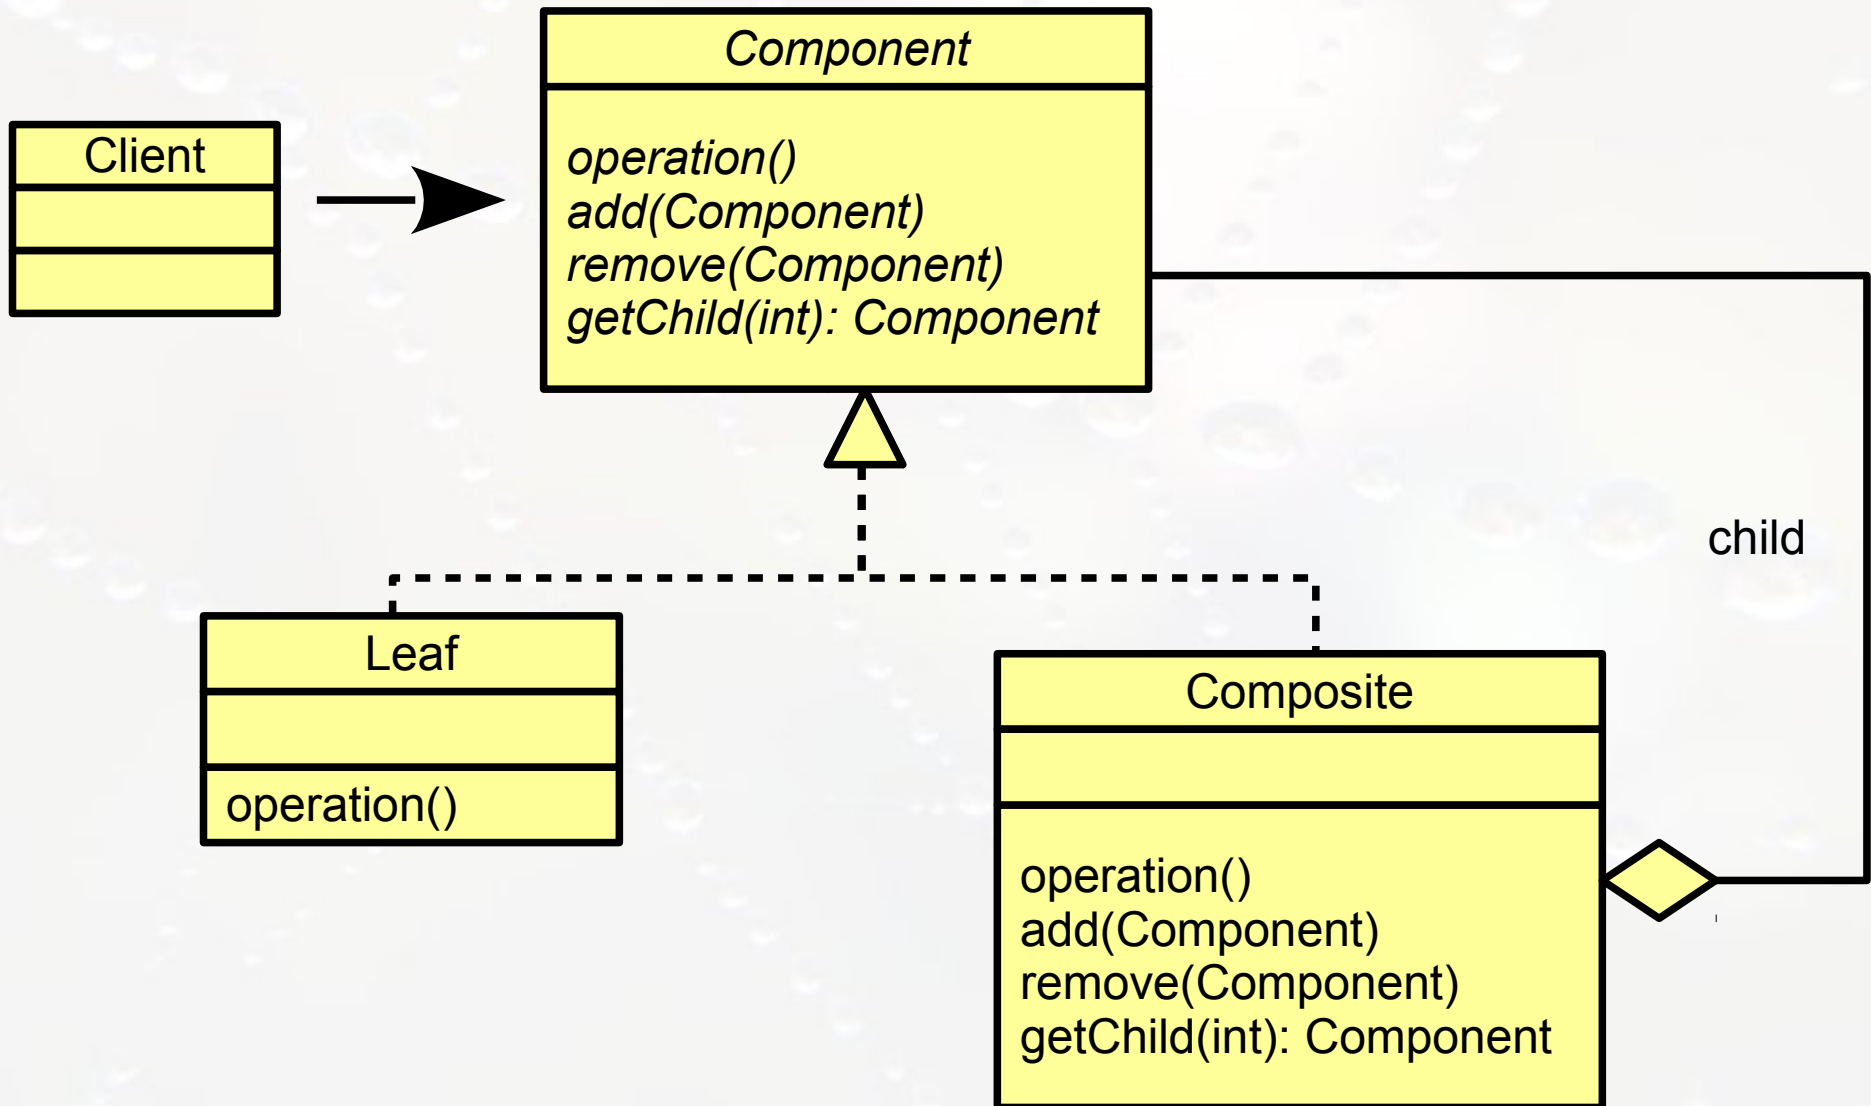 Component
Client
operation()
add(Component)
remove(Component)
getChild(int): Component
child
Leaf
operation()
Composite
operation()
add(Component)
remove(Component)
getChild(int): Component